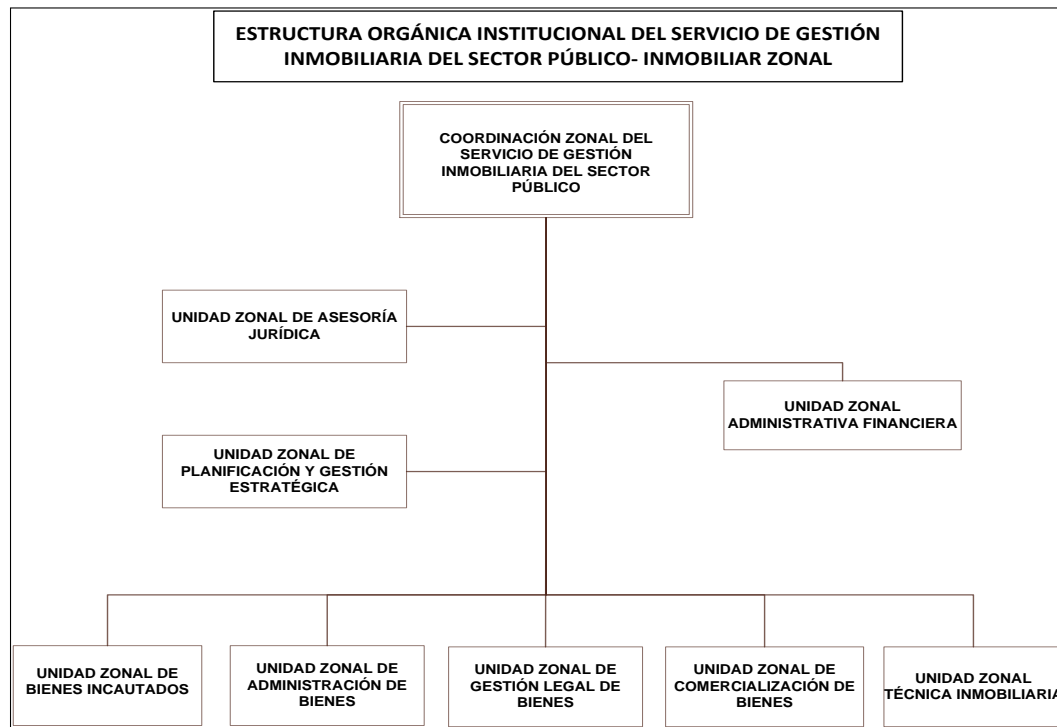 ESTRUCTURA ORGÁNICA INSTITUCIONAL DEL SERVICIO DE GESTIÓN
INMOBILIARIA DEL SECTOR PÚBLICO- INMOBILIAR ZONAL
COORDINACIÓN ZONAL DEL
SERVICIO DE GESTIÓN
INMOBILIARIA DEL SECTOR
PÚBLICO
UNIDAD ZONAL DE ASESORÍA
JURÍDICA
UNIDAD ZONAL
ADMINISTRATIVA FINANCIERA
UNIDAD ZONAL DE
PLANIFICACIÓN Y GESTIÓN
ESTRATÉGICA
UNIDAD ZONAL DE
BIENES INCAUTADOS
UNIDAD ZONAL DE
ADMINISTRACIÓN DE
BIENES
UNIDAD ZONAL DE
GESTIÓN LEGAL DE
BIENES
UNIDAD ZONAL DE
COMERCIALIZACIÓN DE
BIENES
UNIDAD ZONAL
TÉCNICA INMOBILIARIA